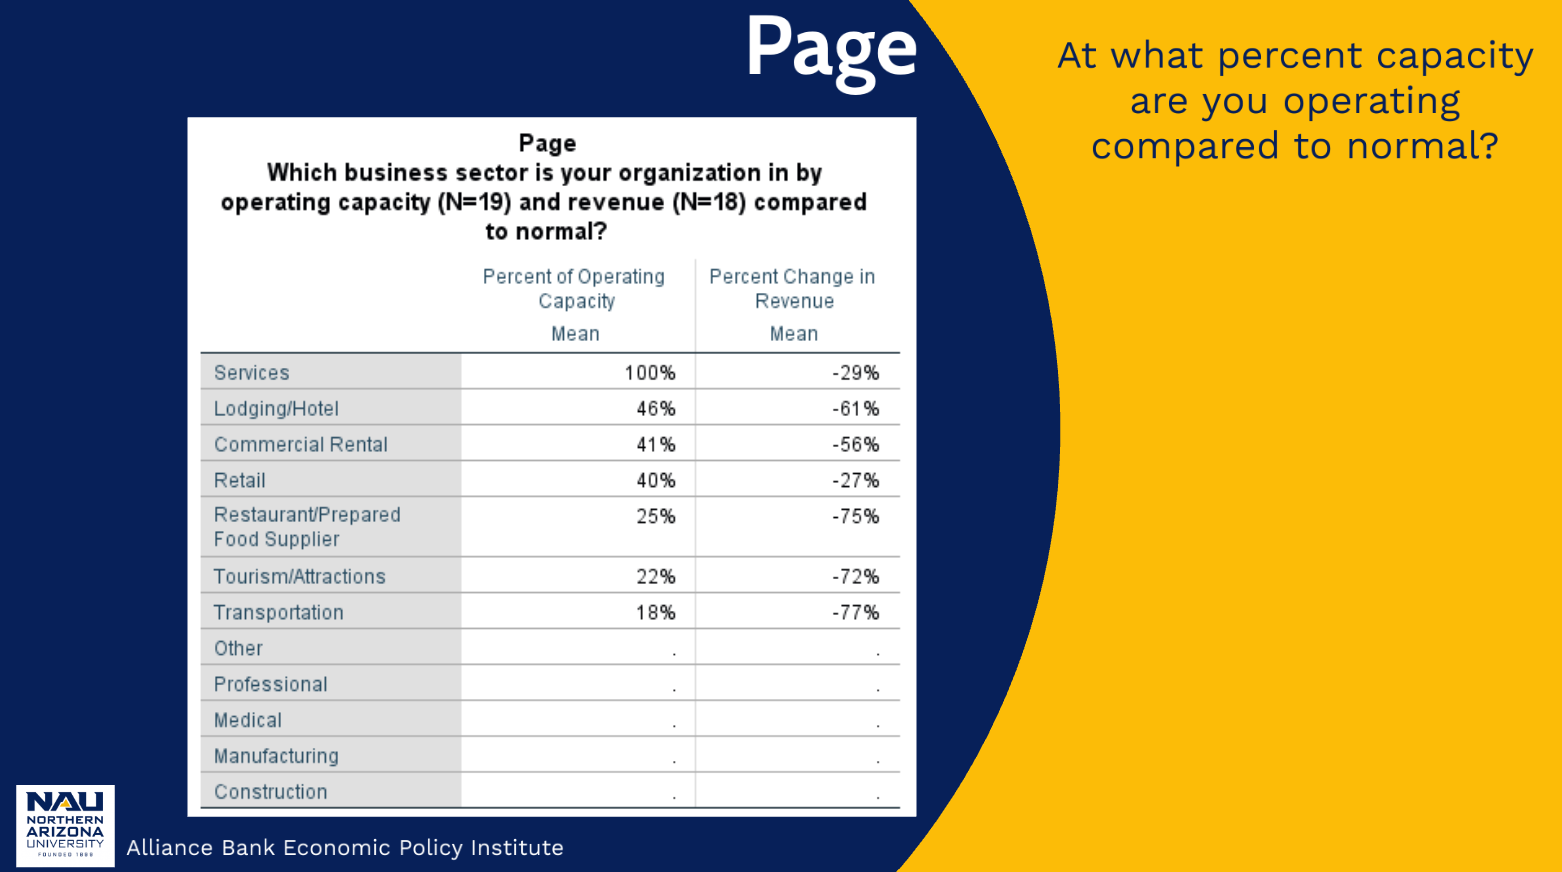 Page
At what percent capacity
are you operating
compared to normal?
Page
Which business sector is your organization in by
operating capacity (N=19) and revenue (N=18) compared
to normal?
Percent of Operating Capacity Percent Change in Revenue
Mean Mean
Services 100% -29%
Lodging/Hotel 46% -61%
Commercial Rental 41% -56%
Retail 40% -27%
Restaurant/Prepared Food Supplier 25% -75%
Tourism/Attractions 22% -72%
Transportation 18% -77%
Other . .
Professional . .
Medical . .
Manufacturing . .
Construction . .
NAU
NORTHERN
ARIZONA
UNIVERSITY
FOUNDED 1899
Alliance Bank Economic Policy Institute